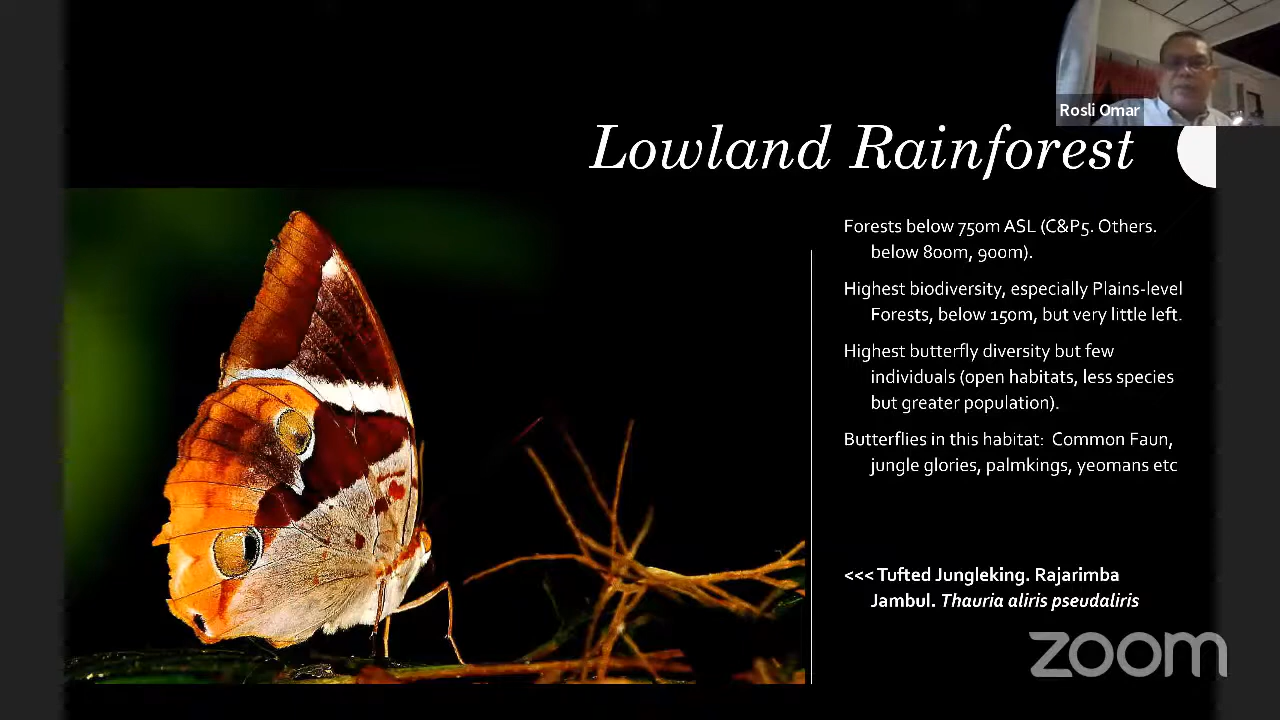 Rosli Omar
Lowland Rainforest
Forests below 750m ASL (C&P5. Others.
below 800m, 900m).
Highest biodiversity, especially Plains-level
Forests, below 150m, but very little left.
Highest butterfly diversity but few
individuals (open habitats, less species
but greater population).
Butterflies in this habitat: Common Faun,
jungle glories, palmkings, yeomans etc
<<< Tufted Jungleking. Rajarimba
Jambul. Thauria aliris pseudaliris
zoom